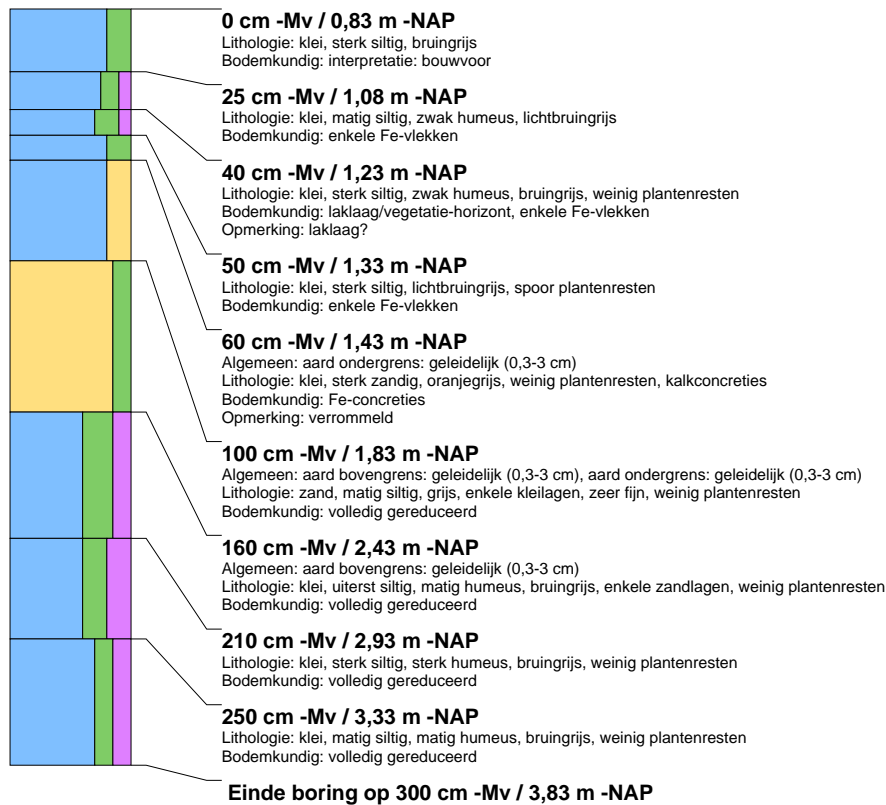 0 cm -Mv / 0,83 m -NAP
Lithologie: klei, sterk siltig, bruingrijs
Bodemkundig: interpretatie: bouwvoor
25 cm -Mv / 1,08 m -NAP
Lithologie: klei, matig siltig, zwak humeus, lichtbruingrijs
Bodemkundig: enkele Fe-vlekken
40 cm -Mv / 1,23 m -NAP
Lithologie: klei, sterk siltig, zwak humeus, bruingrijs, weinig plantenresten
Bodemkundig: laklaag/vegetatie-horizont, enkele Fe-vlekken
Opmerking: laklaag?
50 cm -Mv / 1,33 m -NAP
Lithologie: klei, sterk siltig, lichtbruingrijs, spoor plantenresten
Bodemkundig: enkele Fe-vlekken
60 cm -Mv / 1,43 m -NAP
Algemeen: aard ondergrens: geleidelijk (0,3-3 cm)
Lithologie: klei, sterk zandig, oranjegrijs, weinig plantenresten, kalkconcreties
Bodemkundig: Fe-concreties
Opmerking: verrommeld
100 cm -Mv / 1,83 m -NAP
Algemeen: aard bovengrens: geleidelijk (0,3-3 cm), aard ondergrens: geleidelijk (0,3-3 cm)
Lithologie: zand, matig siltig, grijs, enkele kleilagen, zeer fijn, weinig plantenresten
Bodemkundig: volledig gereduceerd
160 cm -Mv / 2,43 m -NAP
Algemeen: aard bovengrens: geleidelijk (0,3-3 cm)
Lithologie: klei, uiterst siltig, matig humeus, bruingrijs, enkele zandlagen, weinig plantenresten
Bodemkundig: volledig gereduceerd
210 cm -Mv / 2,93 m -NAP
Lithologie: klei, sterk siltig, sterk humeus, bruingrijs, weinig plantenresten
Bodemkundig: volledig gereduceerd
250 cm -Mv / 3,33 m -NAP
Lithologie: klei, matig siltig, matig humeus, bruingrijs, weinig plantenresten
Bodemkundig: volledig gereduceerd
Einde boring op 300 cm -Mv / 3,83 m -NAP